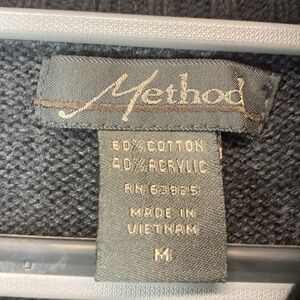 Method
60% COTTON
40% ACRYLIC
RN 63925
MADE IN
VIETNAM
M